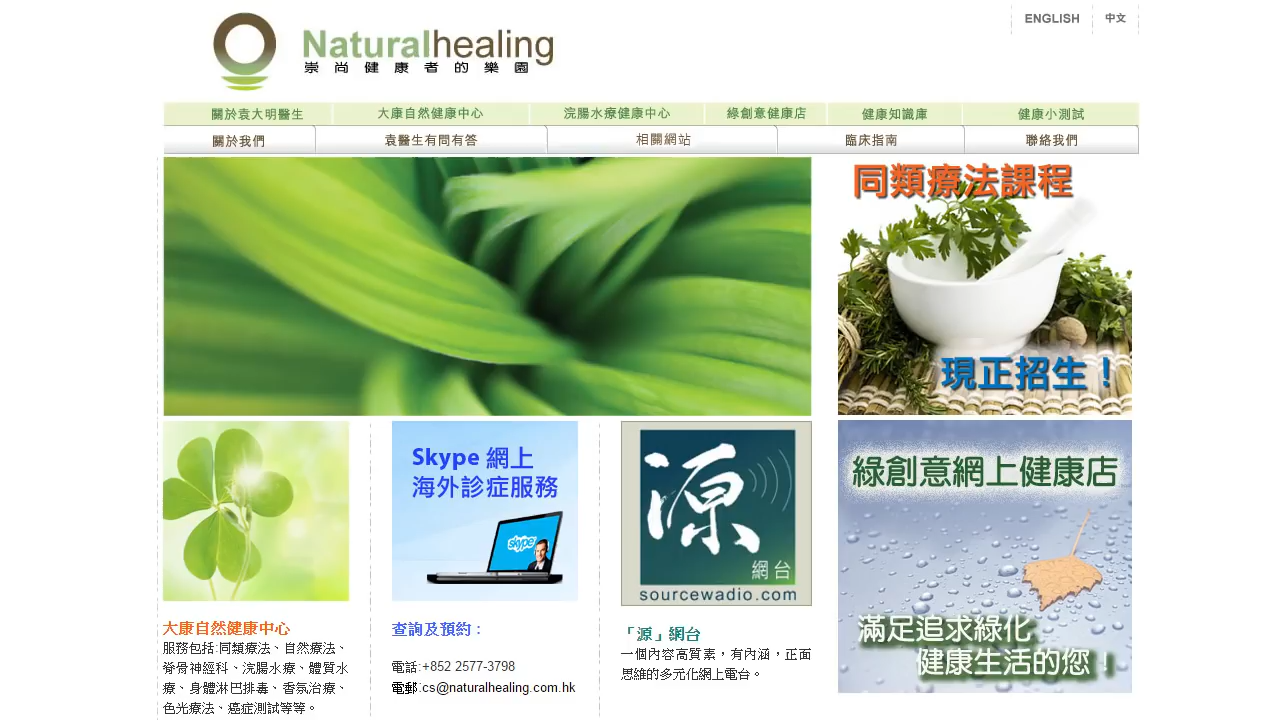 ENGLISH 中文
Naturalhealing
崇尚健康者的樂園
關於袁大明醫生 大康自然健康中心 浣腸水療健康中心 綠創意健康店 健康知識庫 健康小測試
關於我們 袁醫生有問有答 相關網站 臨床指南 聯絡我們
同類療法課程
現正招生！
Skype 網上
海外診症服務
skype
源
網台
sourcewadio.com
綠創意網上健康店
滿足追求綠化
健康生活的您！
大康自然健康中心
服務包括:同類療法、自然療法、
脊骨神經科、浣腸水療、體質水
療、身體淋巴排毒、香氛治療、
色光療法、癌症測試等等。
查詢及預約：
電話:+852 2577-3798
電郵:cs@naturalhealing.com.hk
「源」網台
一個內容高質素，有內涵，正面
思維的多元化網上電台。